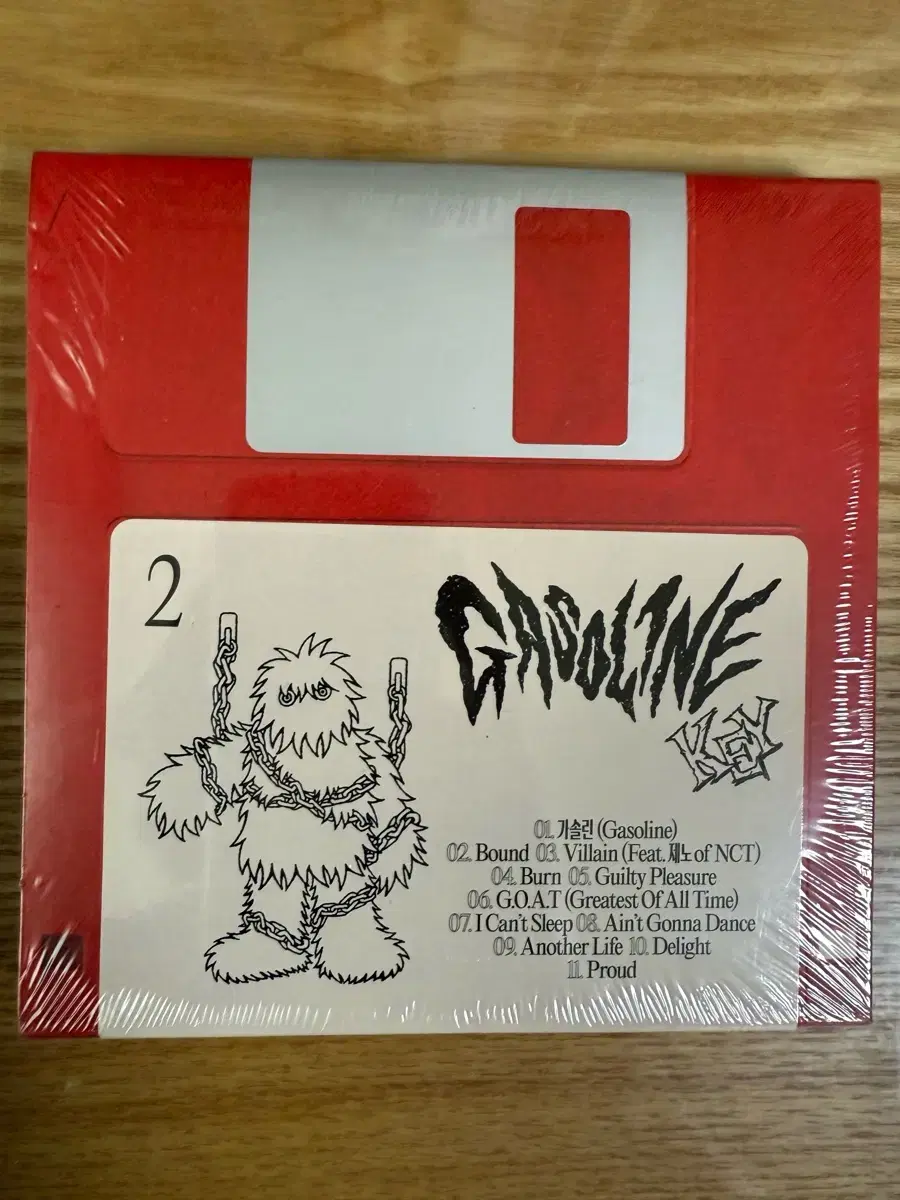 2
GASOLINE
KEY
01. 가솔린 (Gasoline)
02. Bound 03. Villain (Feat. 제노 of NCT)
04. Burn 05. Guilty Pleasure
06. G.O.A.T (Greatest Of All Time)
07. I Can't Sleep 08. Ain't Gonna Dance
09. Another Life 10. Delight
11. Proud